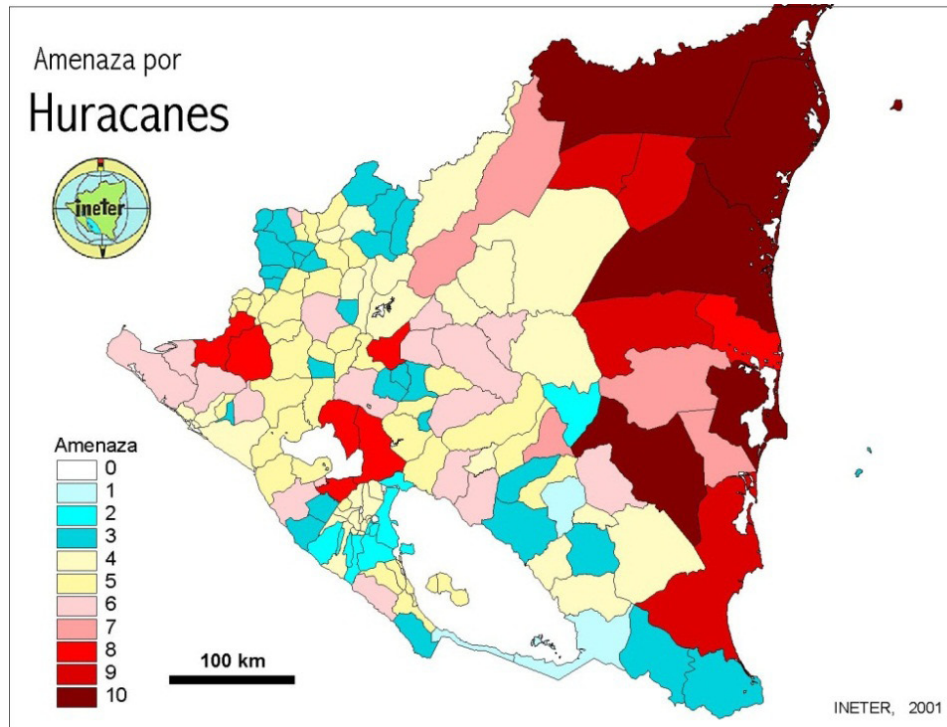 Amenaza por
Huracanes
ineter
Amenaza
0
1
2
3
4
5
6
7
8
9
10
100 km
INETER, 2001